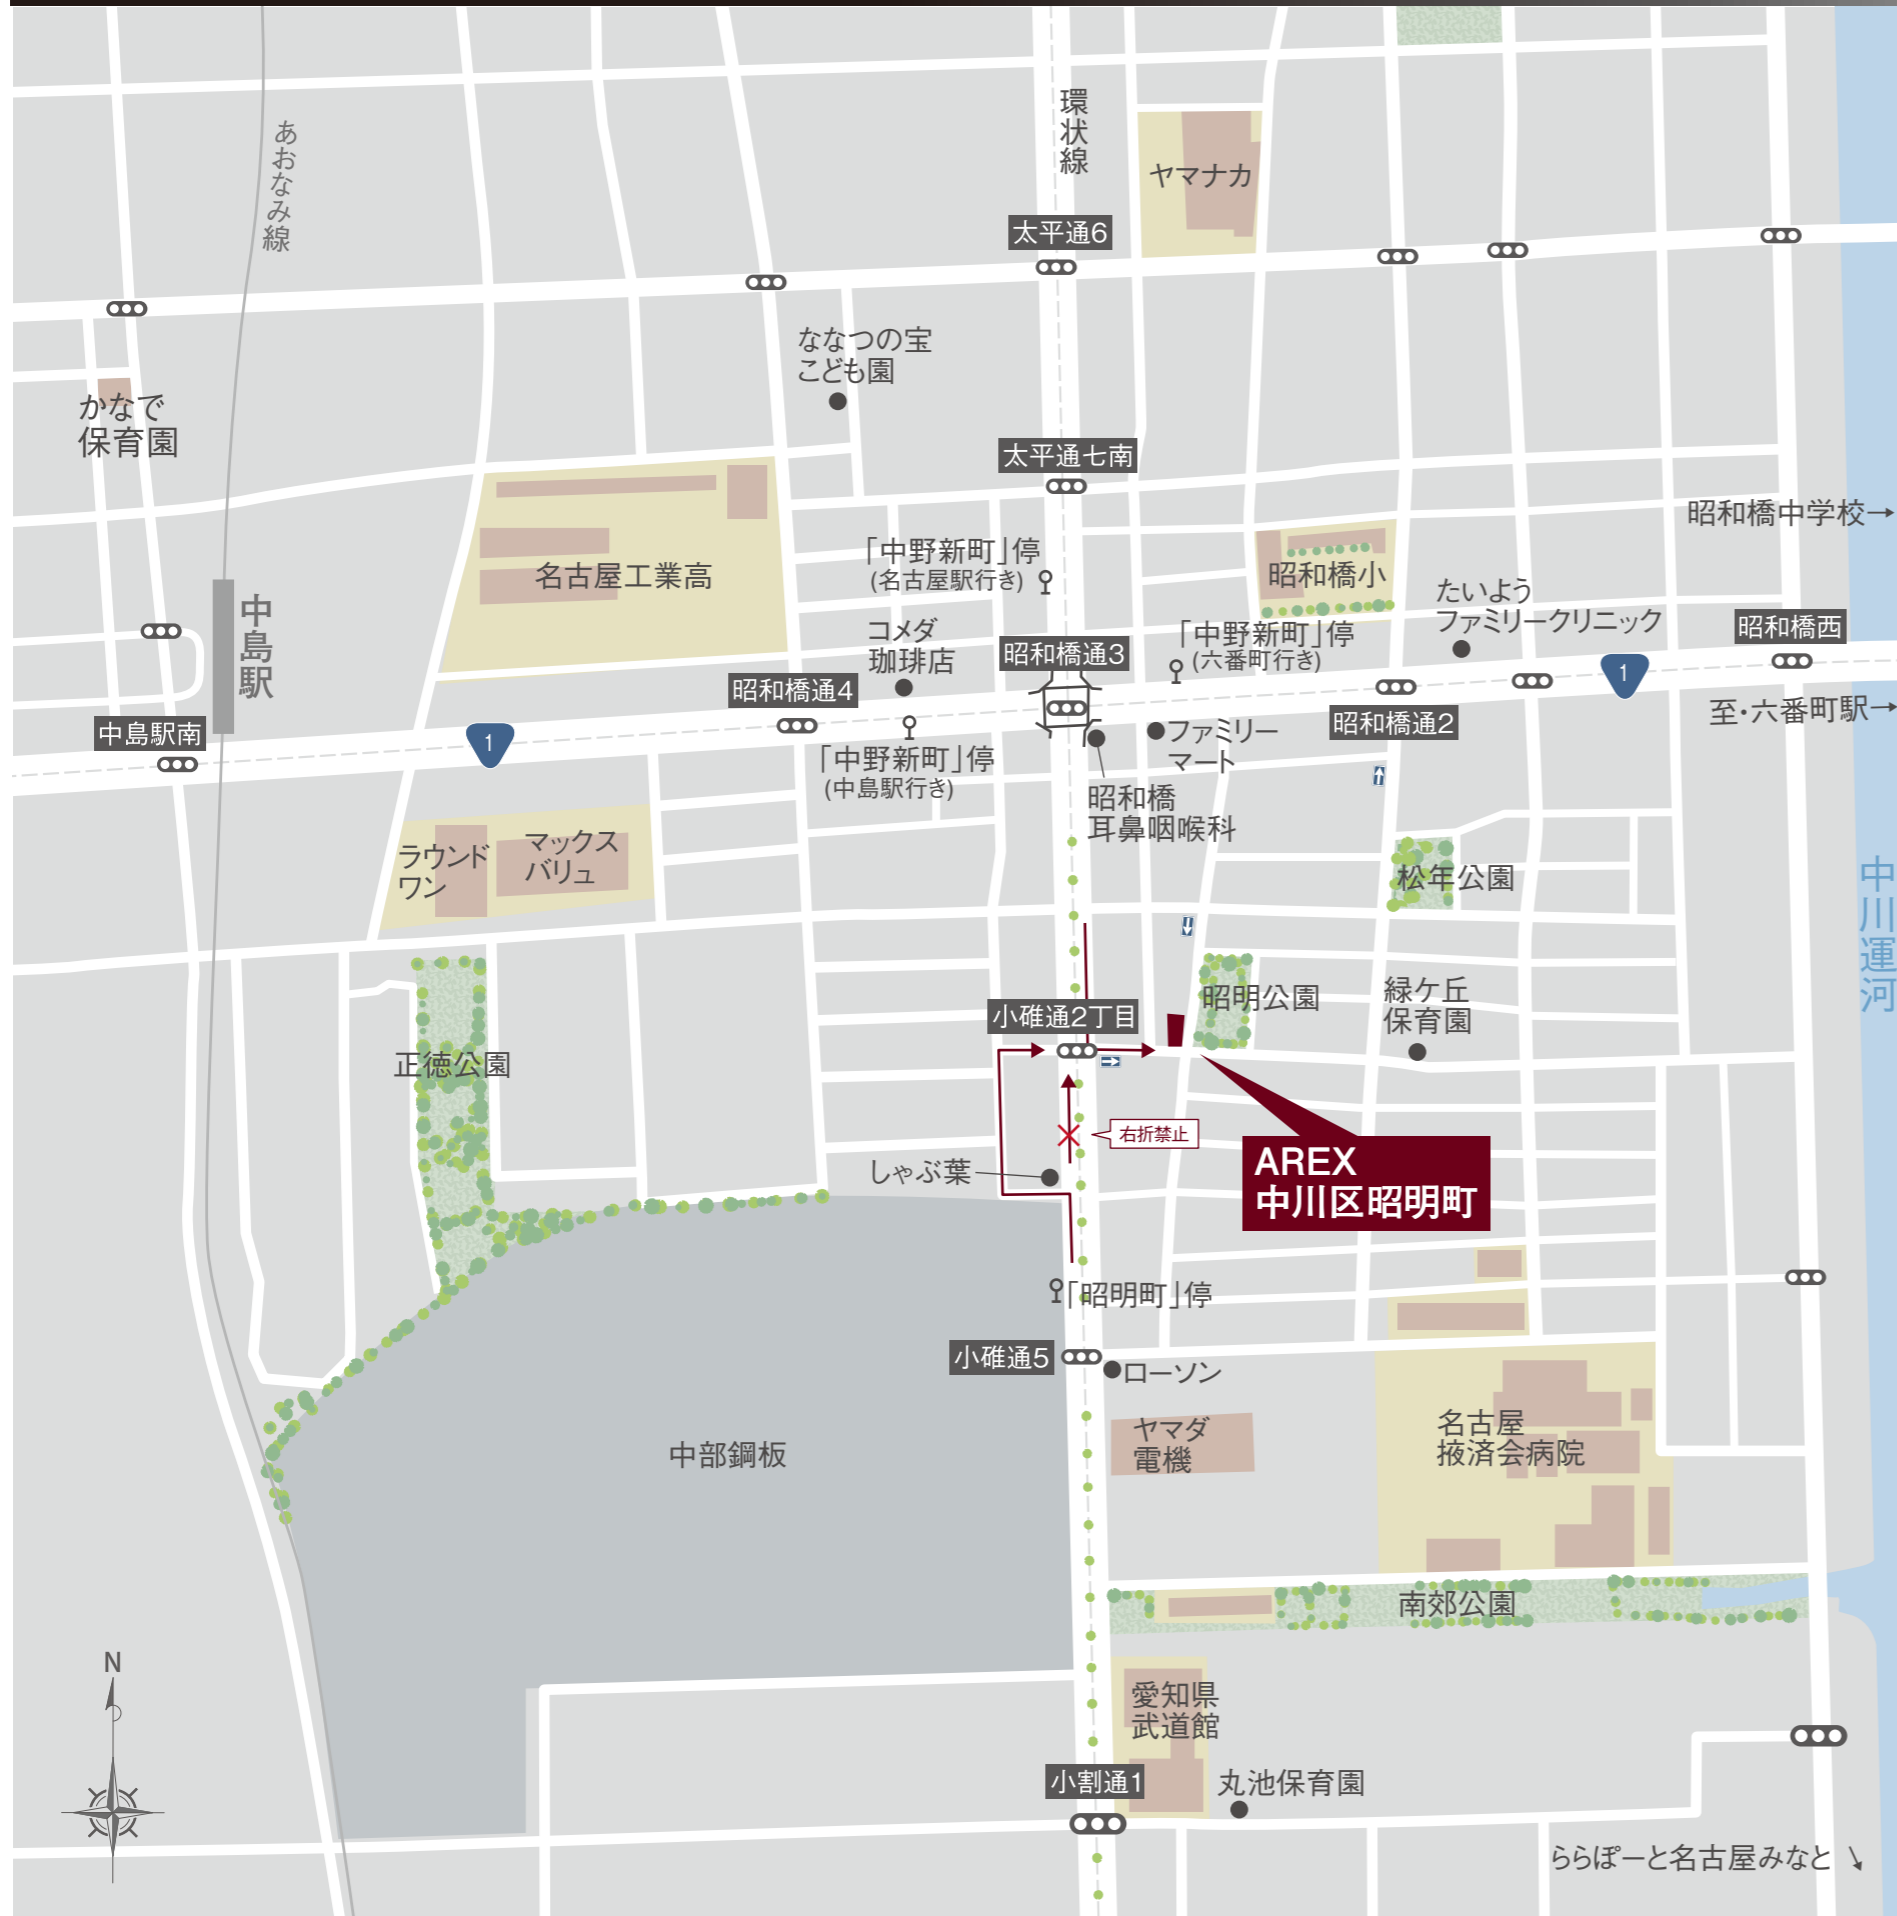 環状線
あおなみ線
ヤマナカ
太平通6
ななつの宝
こども園
かなで
保育園
太平通七南
昭和橋中学校→
「中野新町」停
(名古屋駅行き)
名古屋工業高
昭和橋小
たいよう
ファミリークリニック
昭和橋西
中島駅
コメダ
珈琲店
昭和橋通3
「中野新町」停
(六番町行き)
1
昭和橋通4
昭和橋通2
至・六番町駅→
中島駅南
1
「中野新町」停
(中島駅行き)
ファミリー
マート
昭和橋
耳鼻咽喉科
ラウンド
ワン
マックス
バリュ
松年公園
中川運河
昭明公園
緑ケ丘
保育園
小碓通2丁目
正徳公園
右折禁止
しゃぶ葉
AREX
中川区昭明町
「昭明町」停
小碓通5
ローソン
ヤマダ
電機
名古屋
掖済会病院
中部鋼板
南郊公園
N
愛知県
武道館
小割通1
丸池保育園
ららぽーと名古屋みなと ↘